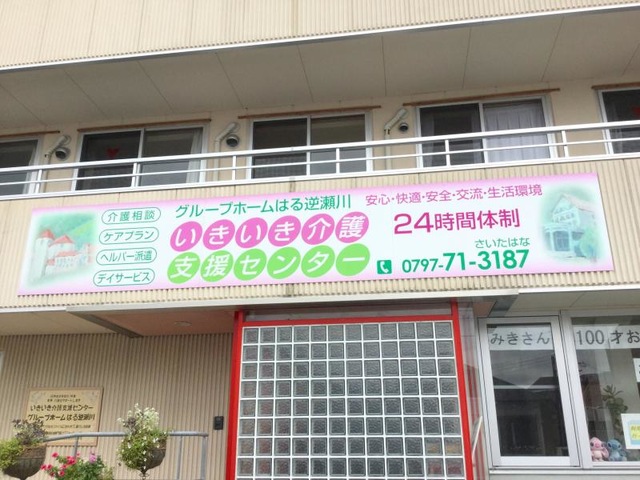 介護相談
ケアプラン
ヘルパー派遣
デイサービス
グループホームはる逆瀬川
いきいき介護
支援センター
安心・快適・安全・交流・生活環境
24時間体制
さいたはな
0797-71-3187
みきさん 100才お
いきいき介護支援センター
グループホームはる逆瀬川